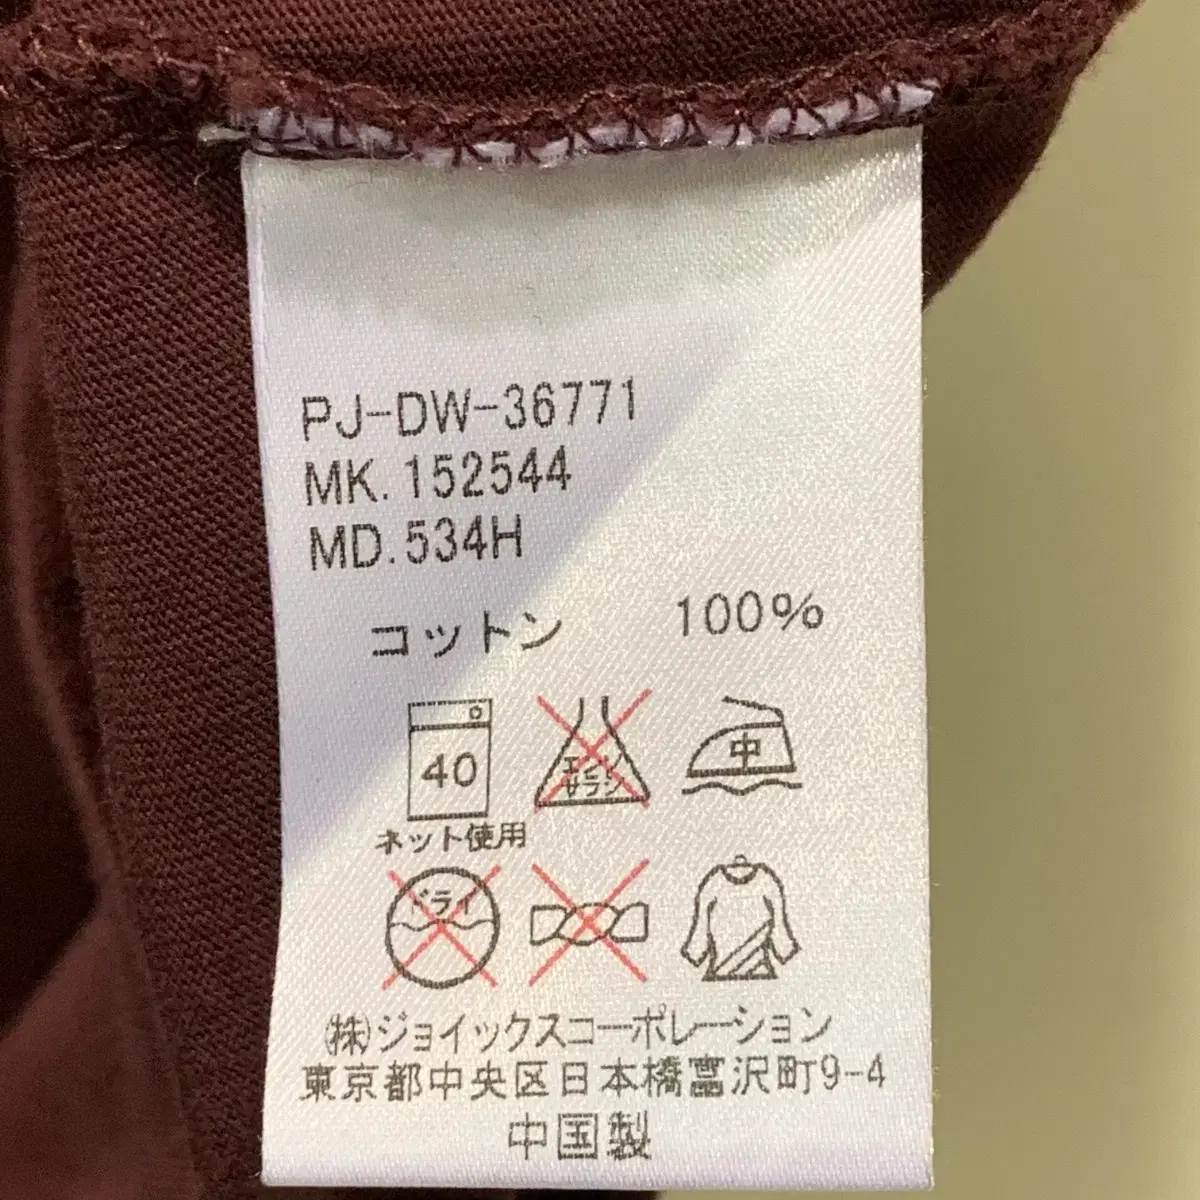 PJ-DW-36771
MK.152544
MD.534H
コットン 100%
40 エンソサラシ 中
ネット使用
ドライ
㈱ジョイックスコーポレーション
東京都中央区日本橋富沢町9-4
中国製